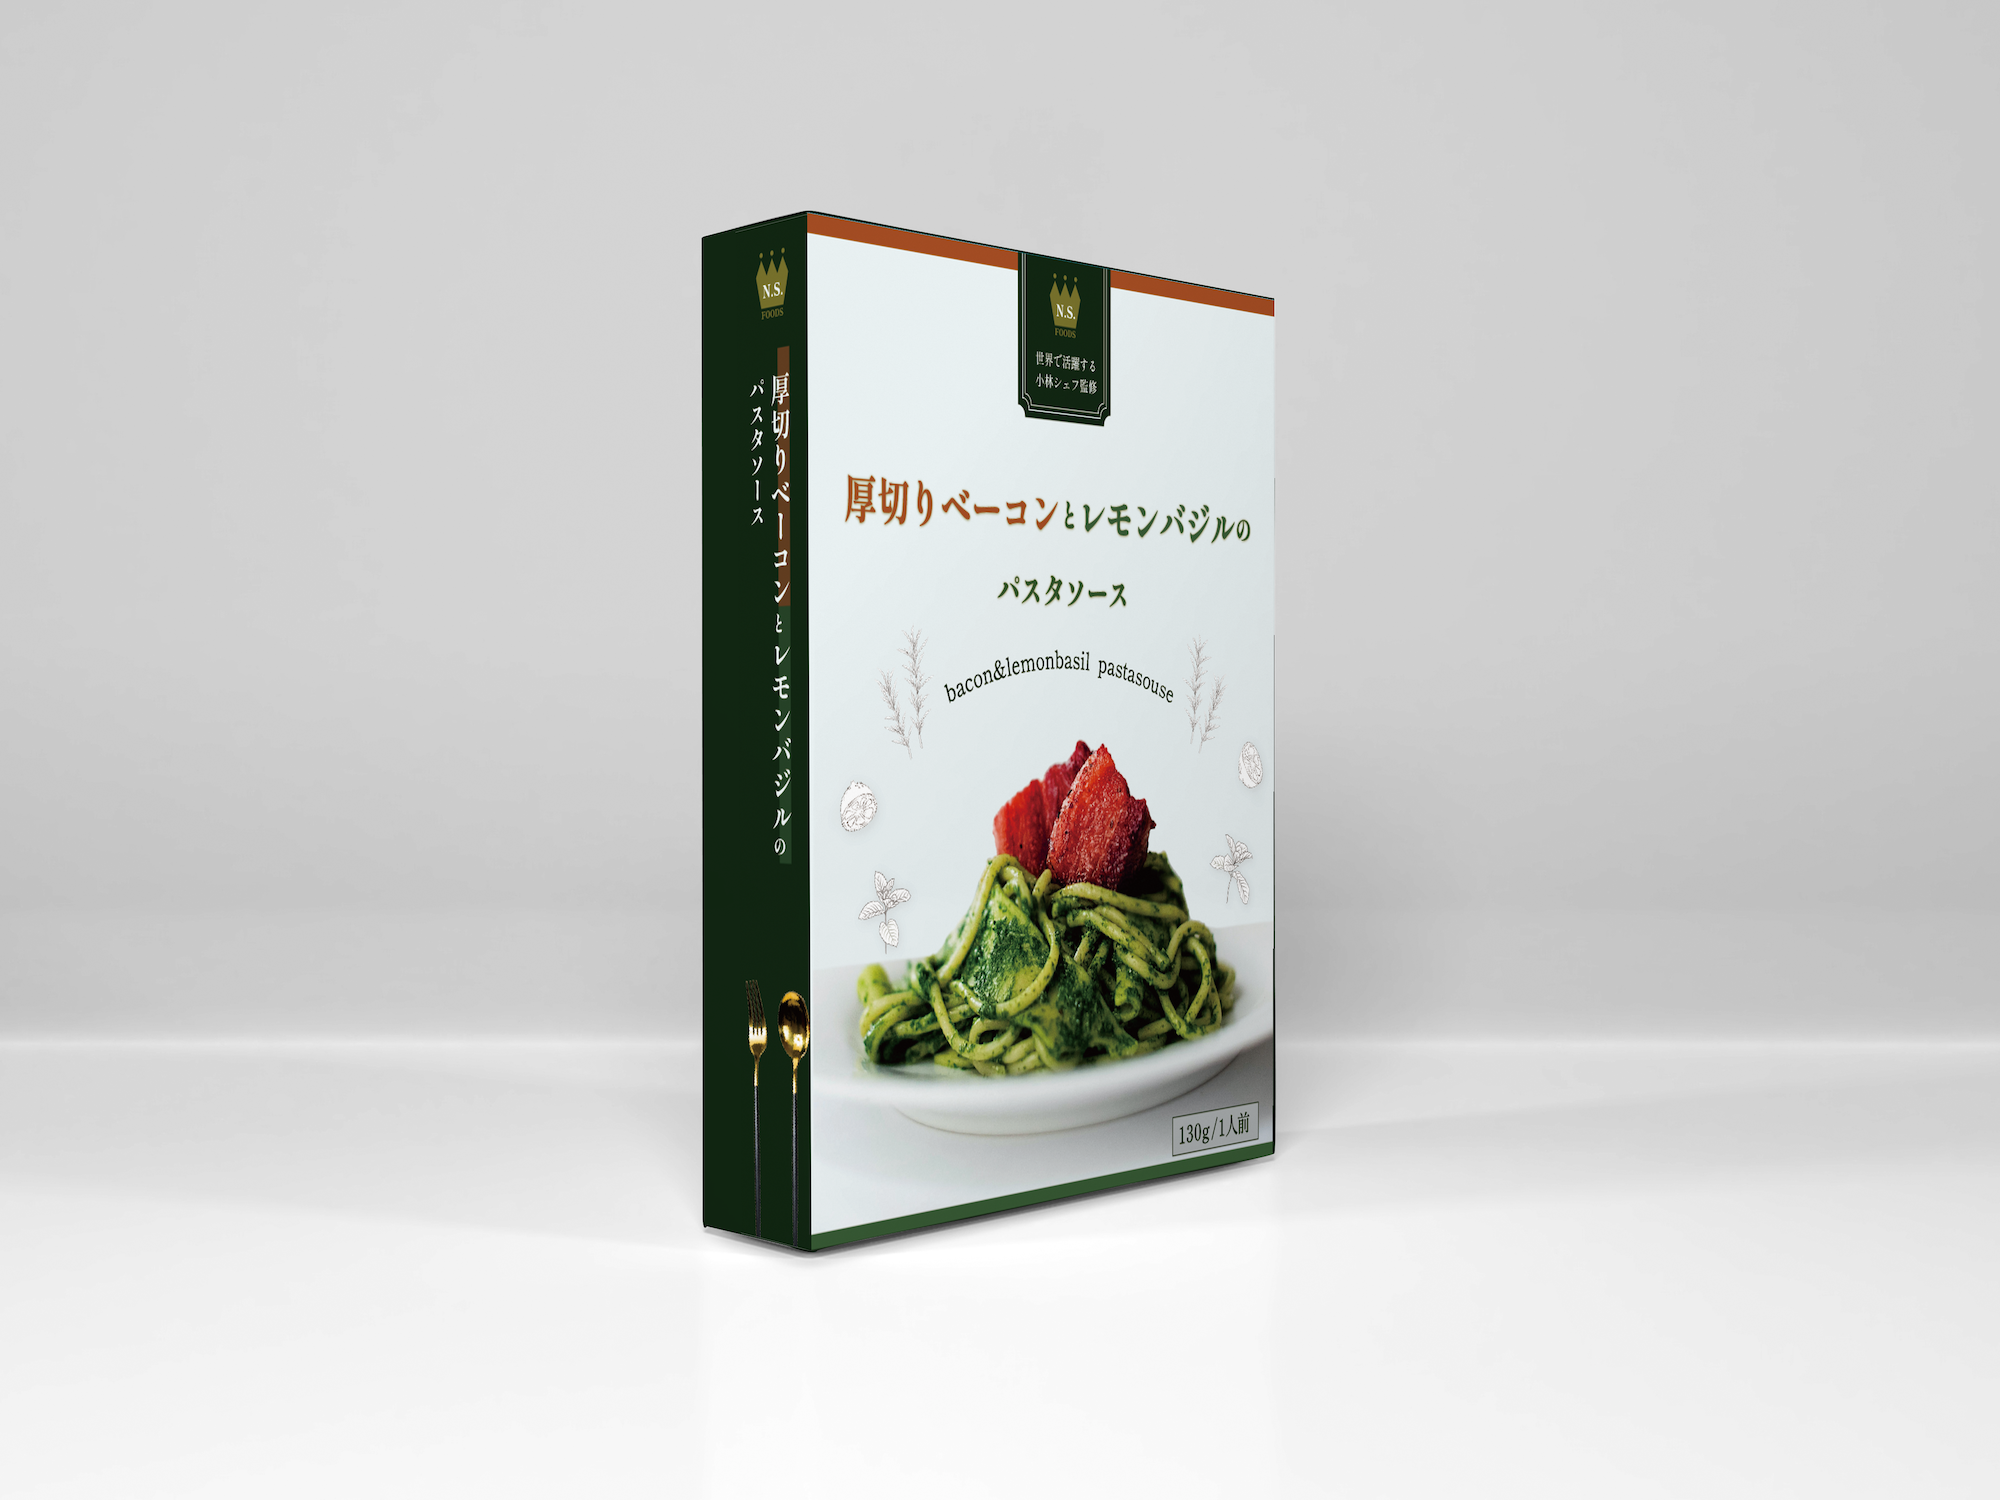 N.S.
FOODS
厚切りベーコンとレモンバジルの
パスタソース
N.S.
FOODS
世界で活躍する
小林シェフ監修
厚切りベーコンとレモンバジルの
パスタソース
bacon&lemonbasil pastasouse
130g/1人前